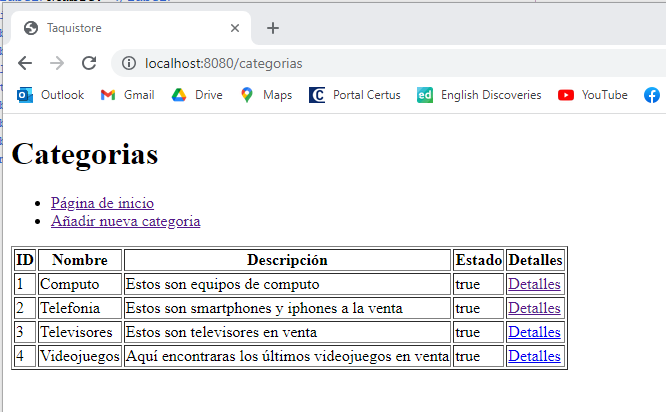 Taquistore
localhost:8080/categorias
Outlook Gmail Drive Maps Portal Certus ed English Discoveries YouTube
Categorias
Página de inicio
Añadir nueva categoria
ID Nombre Descripción Estado Detalles
1 Computo Estos son equipos de computo true Detalles
2 Telefonia Estos son smartphones y iphones a la venta true Detalles
3 Televisores Estos son televisores en venta true Detalles
4 Videojuegos Aquí encontraras los últimos videojuegos en venta true Detalles